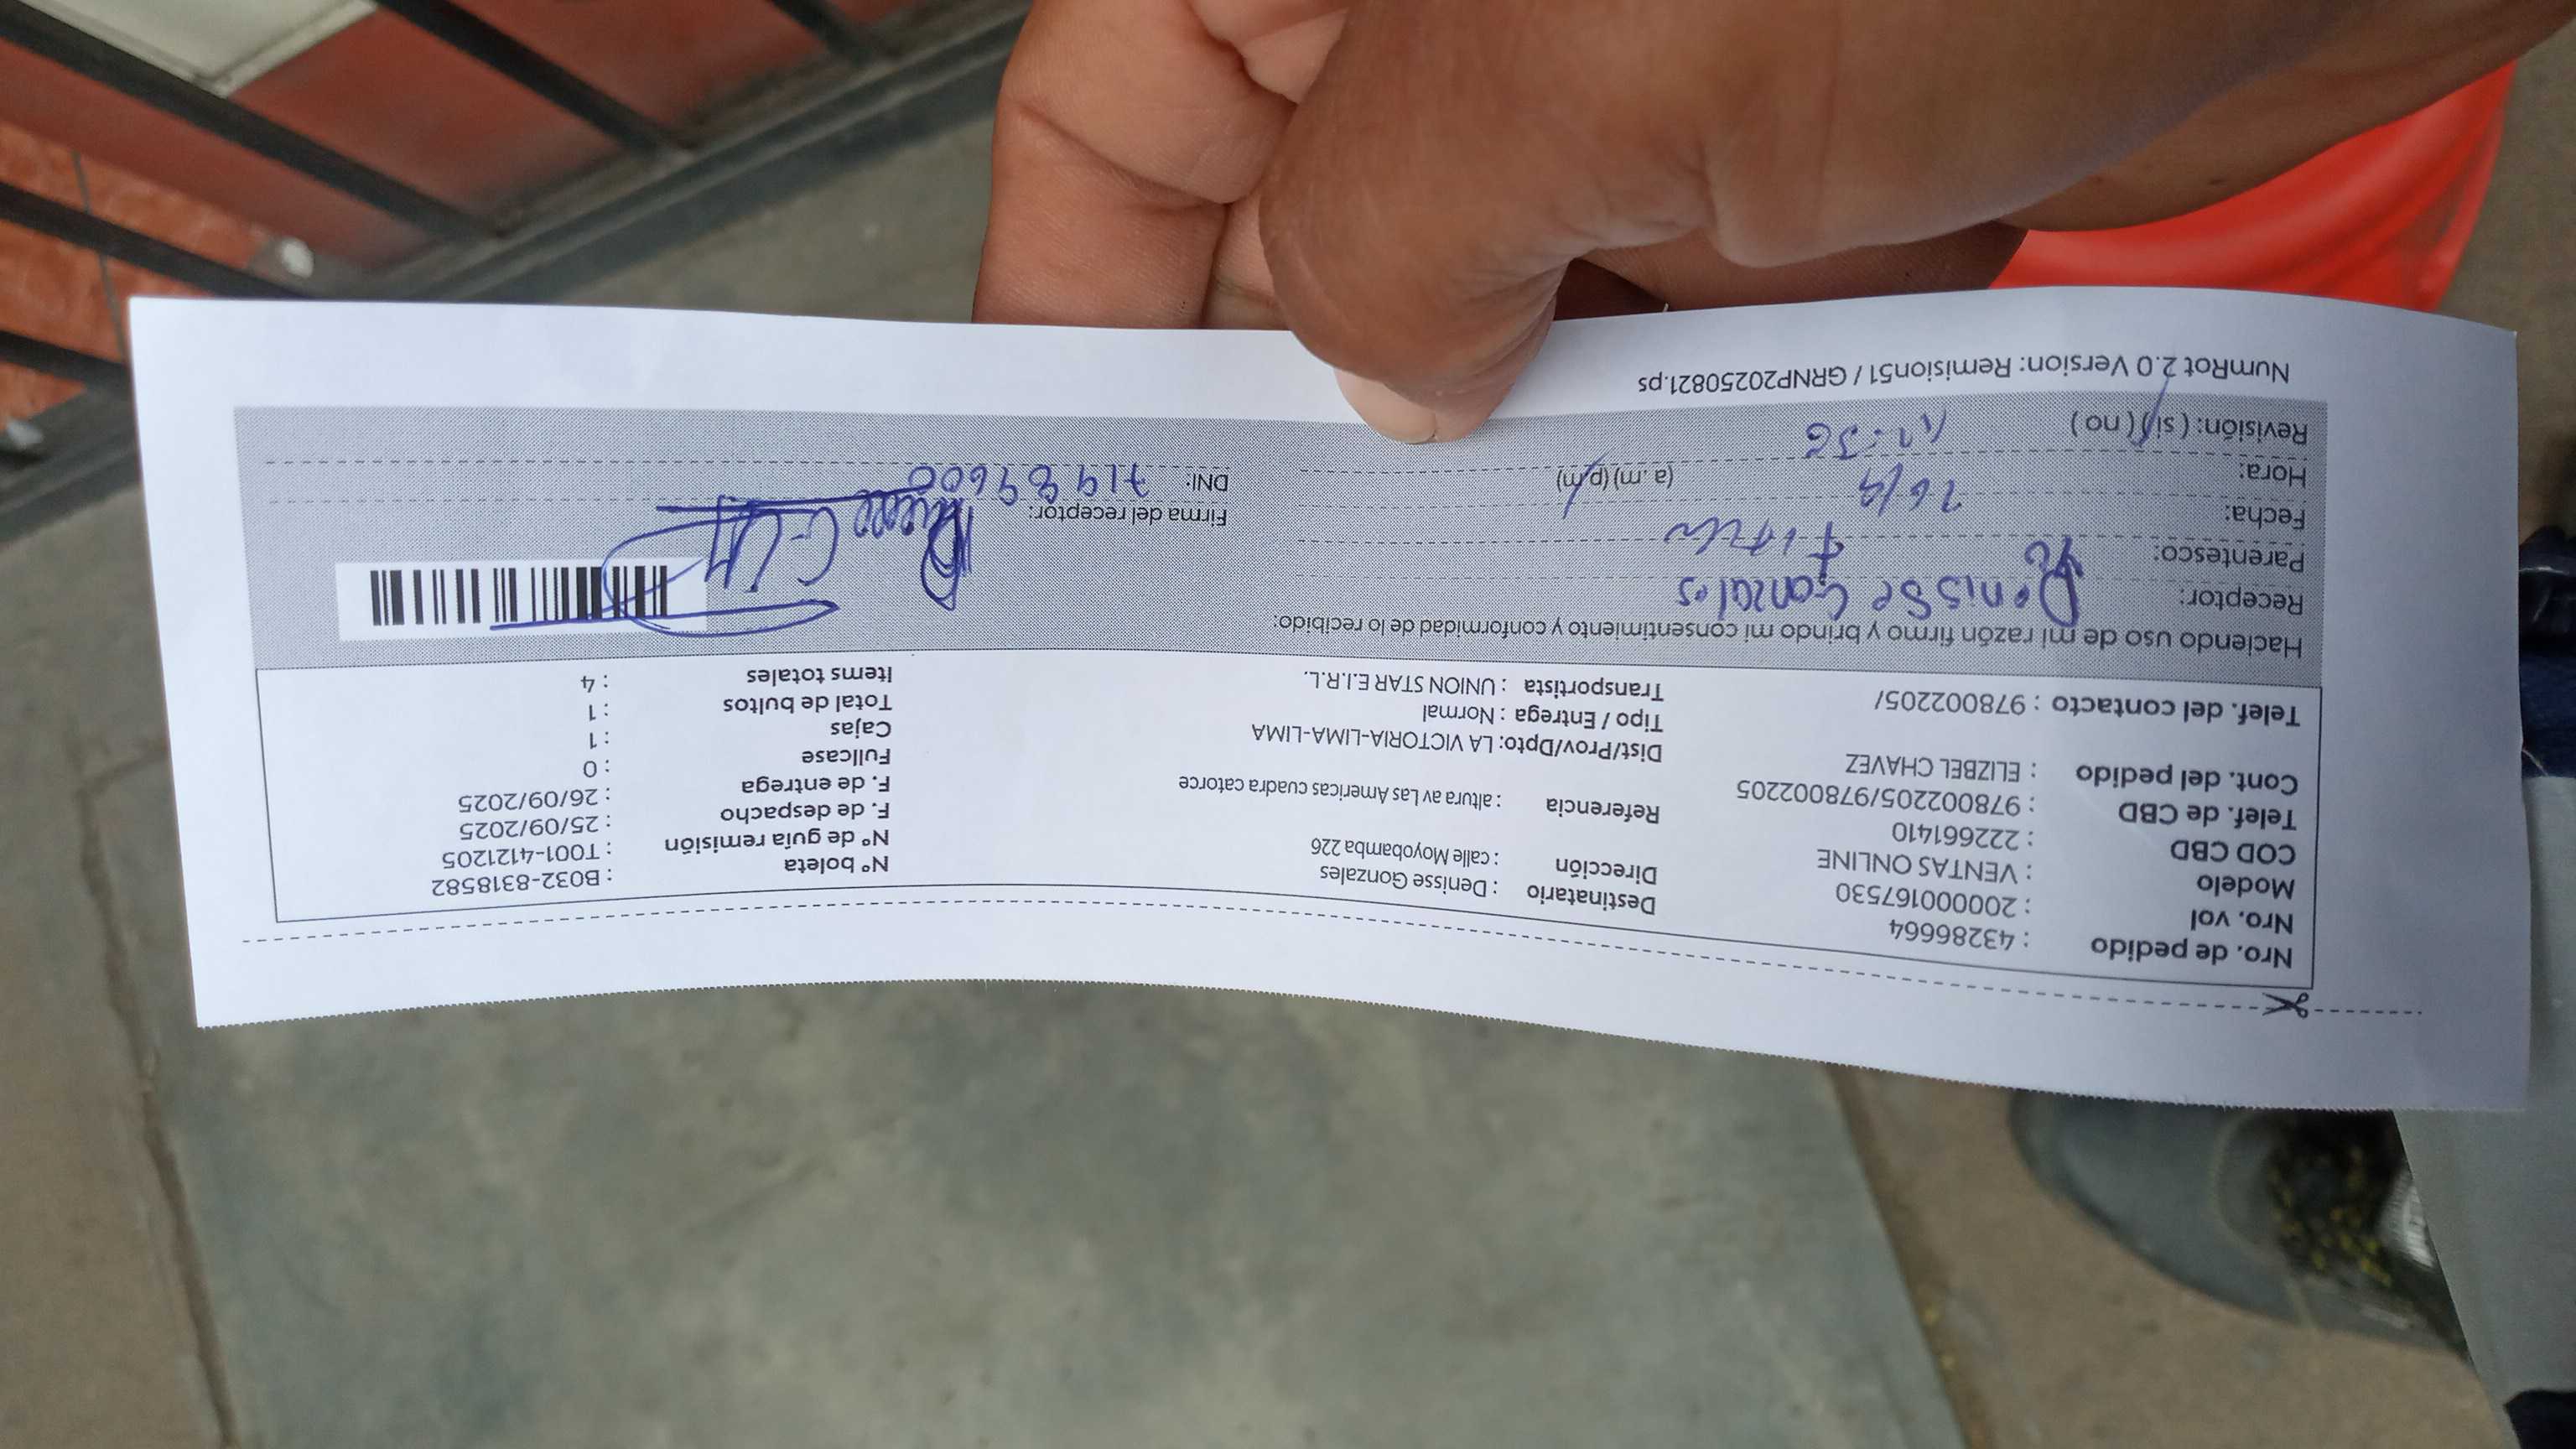 Nro. de pedido : 43286664
Nro. vol : 200000167530
Modelo : VENTAS ONLINE
COD CBD : 222661410
Telef. de CBD : 978002205/978002205
Cont. del pedido : ELIZBEL CHAVEZ
Telef. del contacto : 978002205/
Destinatario : Denisse Gonzales
Dirección : calle Moyobamba 226
Referencia : altura av Las Americas cuadra catorce
Dist/Prov/Dpto: LA VICTORIA-LIMA-LIMA
Tipo / Entrega : Normal
Transportista : UNION STAR E.I.R.L.
N° boleta : B032-8318582
N° de guía remisión : T001-4121205
F. de despacho : 25/09/2025
F. de entrega : 26/09/2025
Fullcase : 0
Cajas : 1
Total de bultos : 1
Items totales : 4
Haciendo uso de mi razón firmo y brindo mi consentimiento y conformidad de lo recibido:
Receptor: Denisse Gonzales
Parentesco: Titular
Fecha: 26/9
Hora: (a.m) (p.m)
Revisión: (si) (no)
Firma del receptor:
DNI: 71989600
NumRot 2.0 Version: Remision51 / GRNP20250821.ps